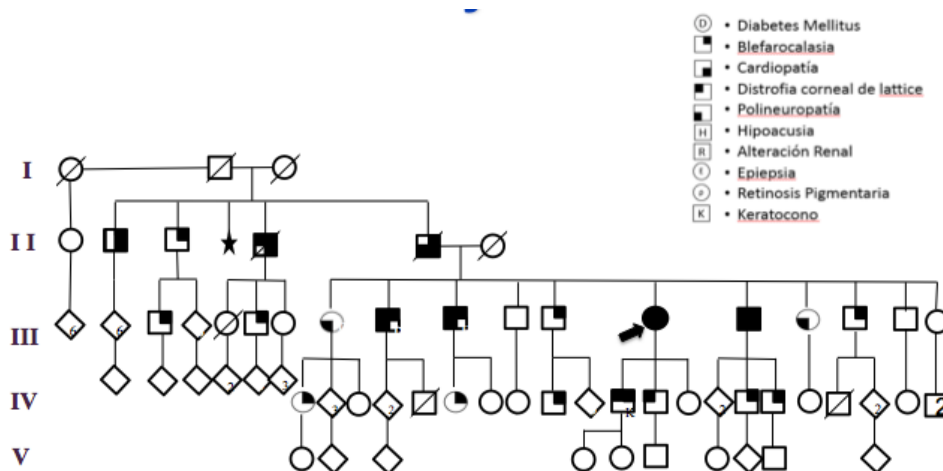 D • Diabetes Mellitus
• Blefarocalasia
• Cardiopatía
• Distrofia corneal de lattice
• Polineuropatía
H • Hipoacusia
R • Alteración Renal
• Epiepsia
• Retinosis Pigmentaria
K • Keratocono
I
II
6 6
III
2 3
IV
3 2 K 2 2 2
V